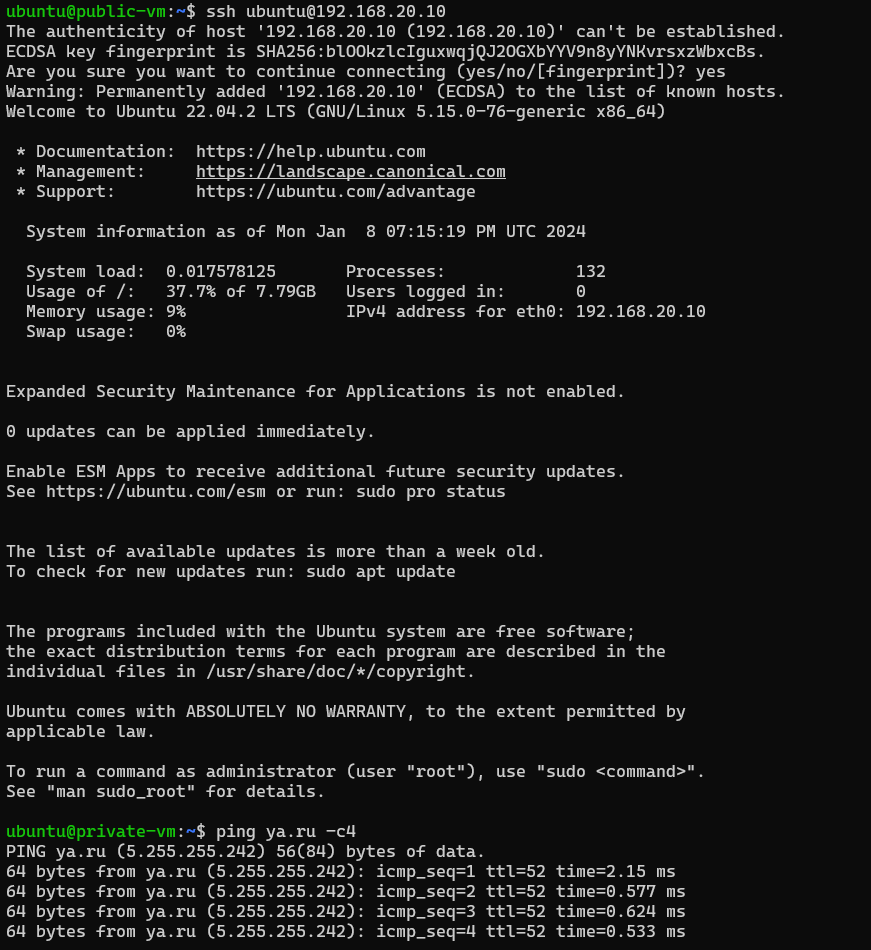 ubuntu@public-vm:~$ ssh ubuntu@192.168.20.10
The authenticity of host '192.168.20.10 (192.168.20.10)' can't be established.
ECDSA key fingerprint is SHA256:blOOkzlcIguxwqjQJ2OGXbYYV9n8yYNKvrsxzWbxcBs.
Are you sure you want to continue connecting (yes/no/[fingerprint])? yes
Warning: Permanently added '192.168.20.10' (ECDSA) to the list of known hosts.
Welcome to Ubuntu 22.04.2 LTS (GNU/Linux 5.15.0-76-generic x86_64)

 * Documentation:  https://help.ubuntu.com
 * Management:     https://landscape.canonical.com
 * Support:        https://ubuntu.com/advantage

  System information as of Mon Jan  8 07:15:19 PM UTC 2024

  System load:  0.017578125       Processes:             132
  Usage of /:   37.7% of 7.79GB   Users logged in:       0
  Memory usage: 9%                IPv4 address for eth0: 192.168.20.10
  Swap usage:   0%

Expanded Security Maintenance for Applications is not enabled.

0 updates can be applied immediately.

Enable ESM Apps to receive additional future security updates.
See https://ubuntu.com/esm or run: sudo pro status

The list of available updates is more than a week old.
To check for new updates run: sudo apt update

The programs included with the Ubuntu system are free software;
the exact distribution terms for each program are described in the
individual files in /usr/share/doc/*/copyright.

Ubuntu comes with ABSOLUTELY NO WARRANTY, to the extent permitted by
applicable law.

To run a command as administrator (user "root"), use "sudo <command>".
See "man sudo_root" for details.

ubuntu@private-vm:~$ ping ya.ru -c4
PING ya.ru (5.255.255.242) 56(84) bytes of data.
64 bytes from ya.ru (5.255.255.242): icmp_seq=1 ttl=52 time=2.15 ms
64 bytes from ya.ru (5.255.255.242): icmp_seq=2 ttl=52 time=0.577 ms
64 bytes from ya.ru (5.255.255.242): icmp_seq=3 ttl=52 time=0.624 ms
64 bytes from ya.ru (5.255.255.242): icmp_seq=4 ttl=52 time=0.533 ms